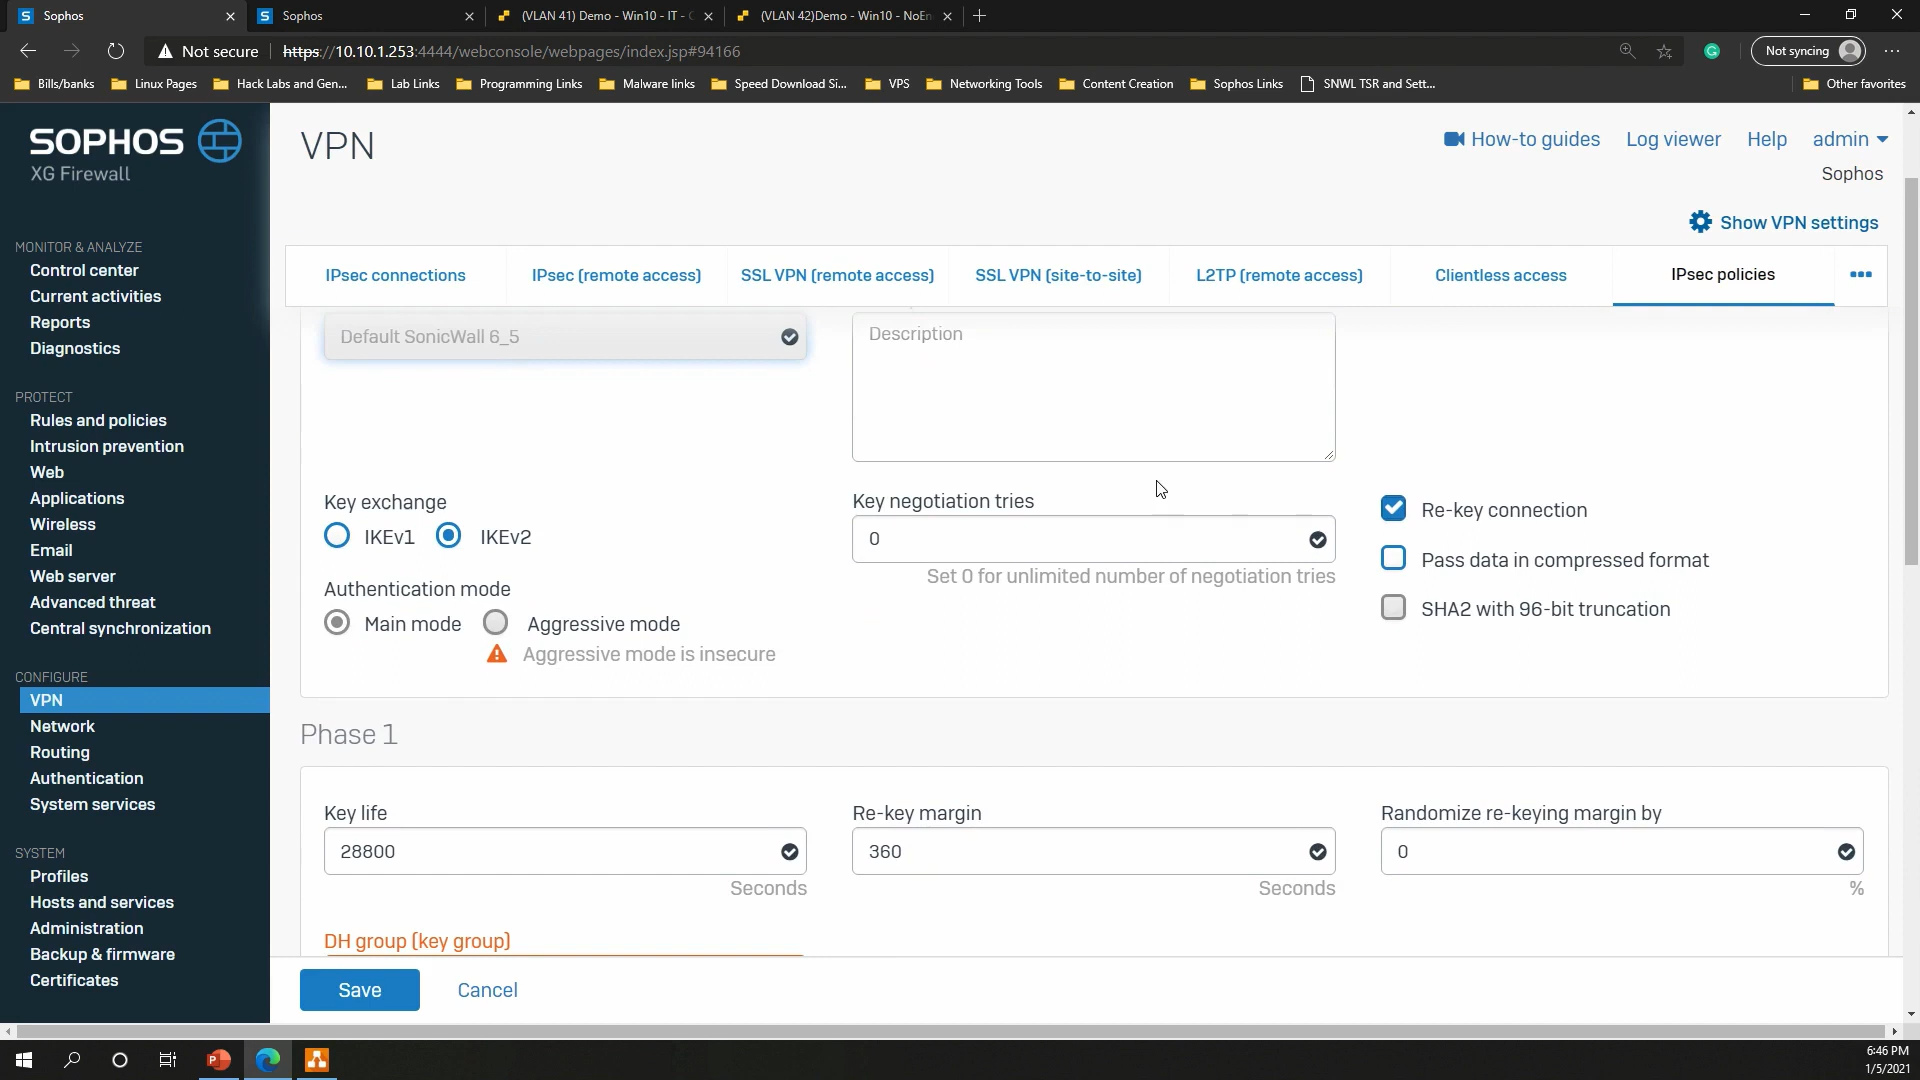 Sophos
Sophos
(VLAN 41) Demo - Win10 - IT -
(VLAN 42)Demo - Win10 - NoEn
Not secure
https://10.10.1.253:4444/webconsole/webpages/index.jsp#94166
Not syncing
Bills/banks
Linux Pages
Hack Labs and Gen...
Lab Links
Programming Links
Malware links
Speed Download Si...
VPS
Networking Tools
Content Creation
Sophos Links
SNWL TSR and Sett...
Other favorites
SOPHOS
XG Firewall
VPN
How-to guides
Log viewer
Help
admin
Sophos
Show VPN settings
MONITOR & ANALYZE
Control center
Current activities
Reports
Diagnostics
PROTECT
Rules and policies
Intrusion prevention
Web
Applications
Wireless
Email
Web server
Advanced threat
Central synchronization
CONFIGURE
VPN
Network
Routing
Authentication
System services
SYSTEM
Profiles
Hosts and services
Administration
Backup & firmware
Certificates
IPsec connections
IPsec (remote access)
SSL VPN (remote access)
SSL VPN (site-to-site)
L2TP (remote access)
Clientless access
IPsec policies
Default SonicWall 6_5
Description
Key exchange
IKEv1
IKEv2
Authentication mode
Main mode
Aggressive mode
Aggressive mode is insecure
Key negotiation tries
0
Set 0 for unlimited number of negotiation tries
Re-key connection
Pass data in compressed format
SHA2 with 96-bit truncation
Phase 1
Key life
28800
Seconds
Re-key margin
360
Seconds
Randomize re-keying margin by
0
%
DH group (key group)
Save
Cancel
6:46 PM
1/5/2021